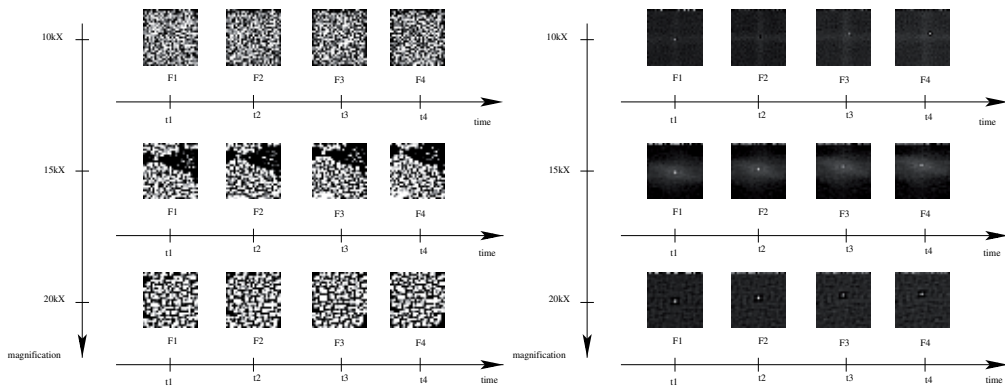 10kX
F1 F2 F3 F4
t1 t2 t3 t4
time
15kX
F1 F2 F3 F4
t1 t2 t3 t4
time
20kX
F1 F2 F3 F4
magnification
t1 t2 t3 t4
time
10kX
F1 F2 F3 F4
t1 t2 t3 t4
time
15kX
F1 F2 F3 F4
t1 t2 t3 t4
time
20kX
F1 F2 F3 F4
magnification
t1 t2 t3 t4
time